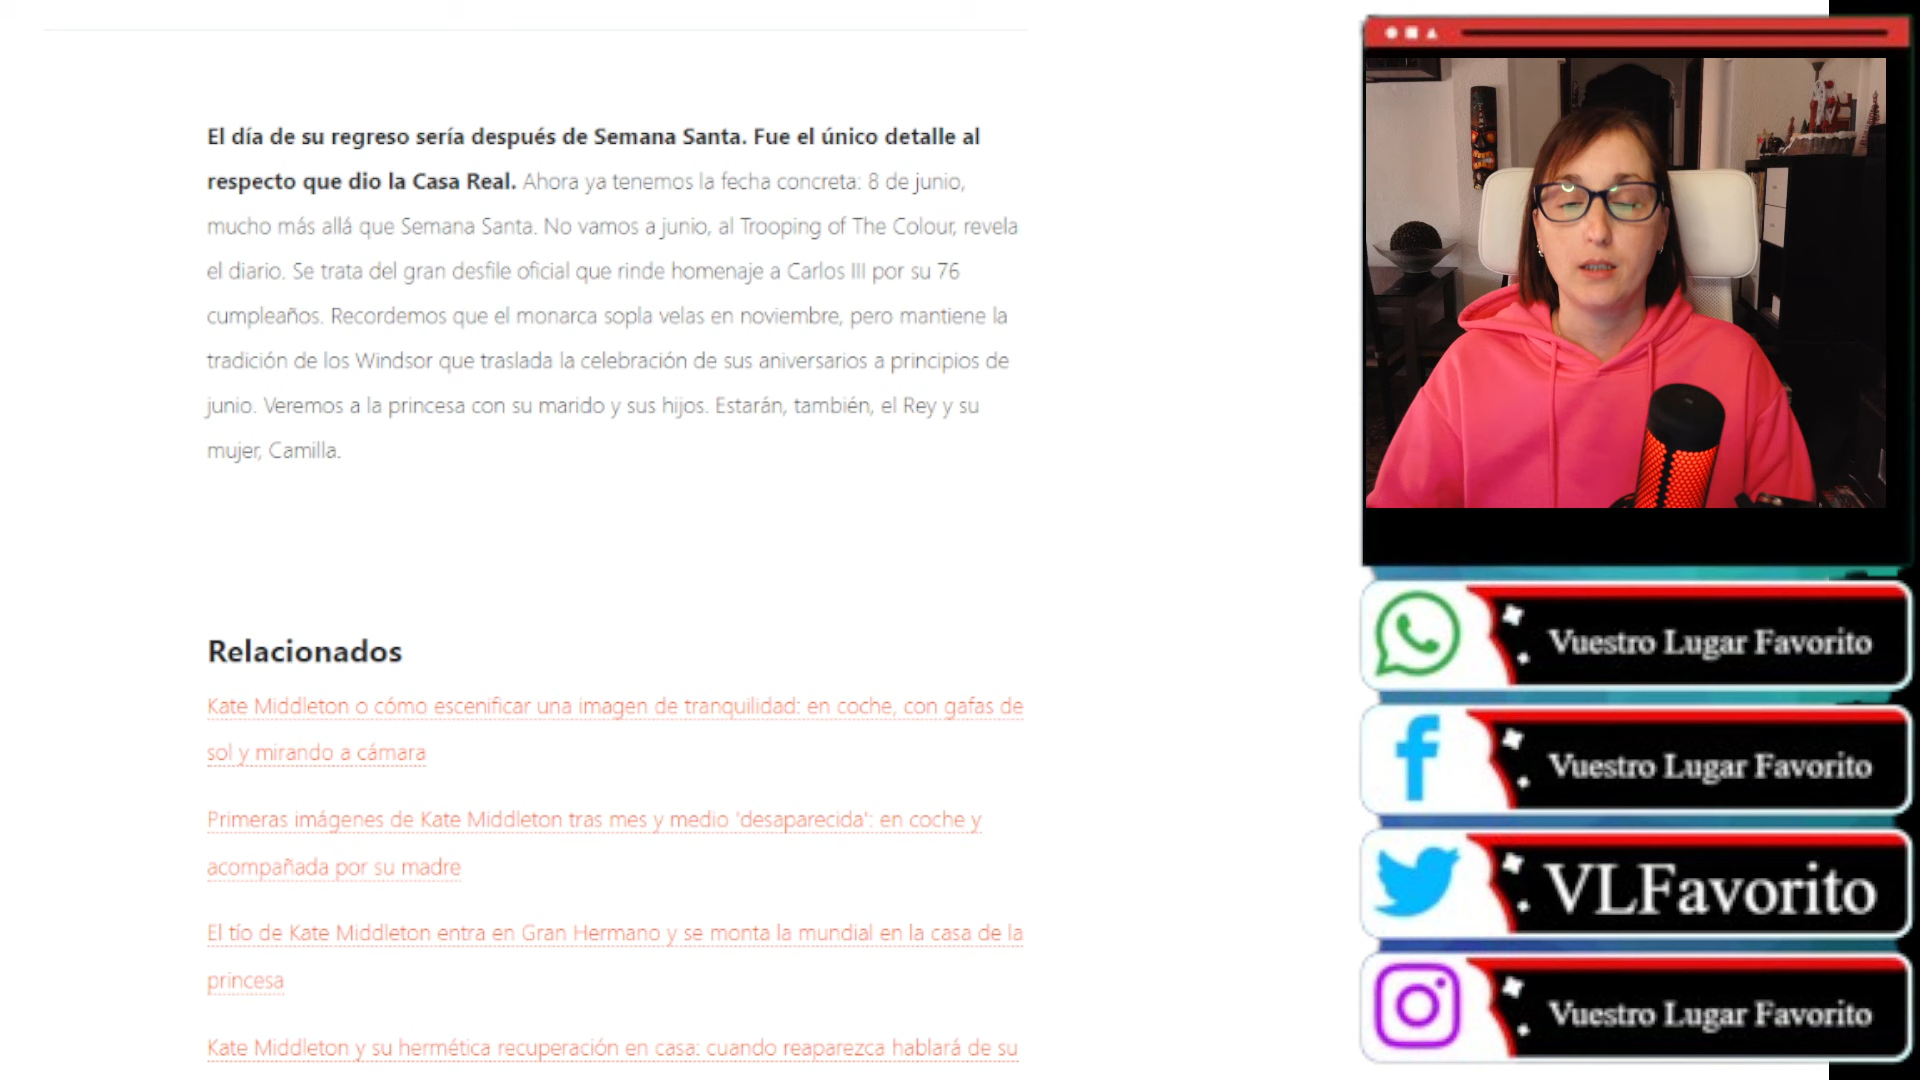 El día de su regreso sería después de Semana Santa. Fue el único detalle al
respecto que dio la Casa Real. Ahora ya tenemos la fecha concreta: 8 de junio,
mucho más allá que Semana Santa. No vamos a junio, al Trooping of The Colour, revela
el diario. Se trata del gran desfile oficial que rinde homenaje a Carlos III por su 76
cumpleaños. Recordemos que el monarca sopla velas en noviembre, pero mantiene la
tradición de los Windsor que traslada la celebración de sus aniversarios a principios de
junio. Veremos a la princesa con su marido y sus hijos. Estarán, también, el Rey y su
mujer, Camilla.
Relacionados
Kate Middleton o cómo escenificar una imagen de tranquilidad: en coche, con gafas de
sol y mirando a cámara
Primeras imágenes de Kate Middleton tras mes y medio 'desaparecida': en coche y
acompañada por su madre
El tío de Kate Middleton entra en Gran Hermano y se monta la mundial en la casa de la
princesa
Kate Middleton y su hermética recuperación en casa: cuando reaparezca hablará de su
Vuestro Lugar Favorito
Vuestro Lugar Favorito
VLFavorito
Vuestro Lugar Favorito